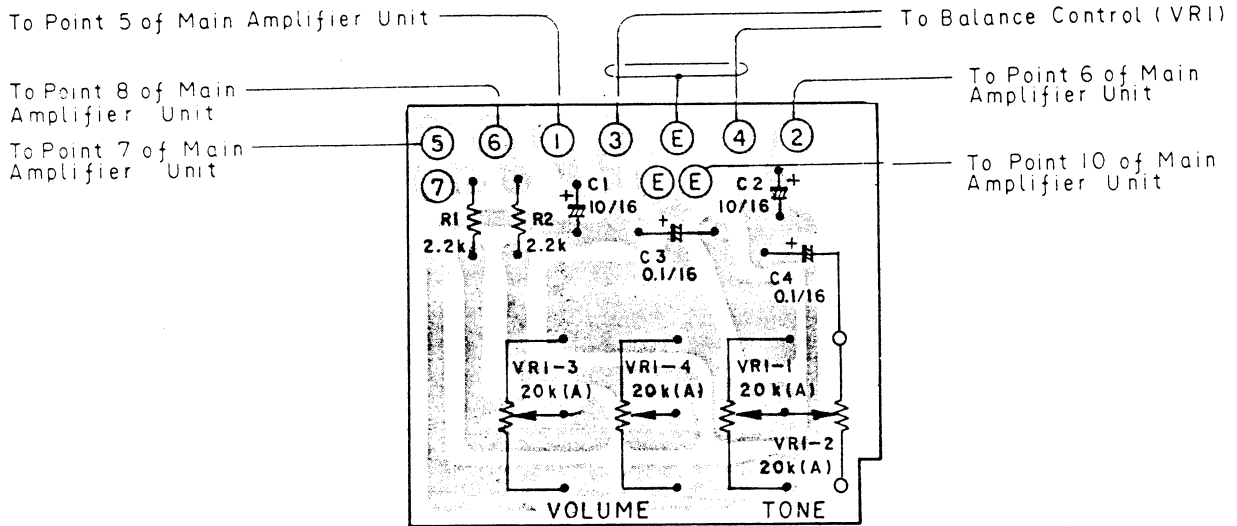 To Point 5 of Main Amplifier Unit
To Balance Control (VR1)
To Point 8 of Main
Amplifier Unit
To Point 6 of Main
Amplifier Unit
To Point 7 of Main
Amplifier Unit
5 6 1 3 E 4 2
To Point 10 of Main
Amplifier Unit
7 E E
C1
10/16
C2
10/16
R1
2.2k
R2
2.2k
C3
0.1/16
C4
0.1/16
+
+
+
+
VR1-3
20k(A)
VR1-4
20k(A)
VR1-1
20k(A)
VR1-2
20k(A)
VOLUME TONE